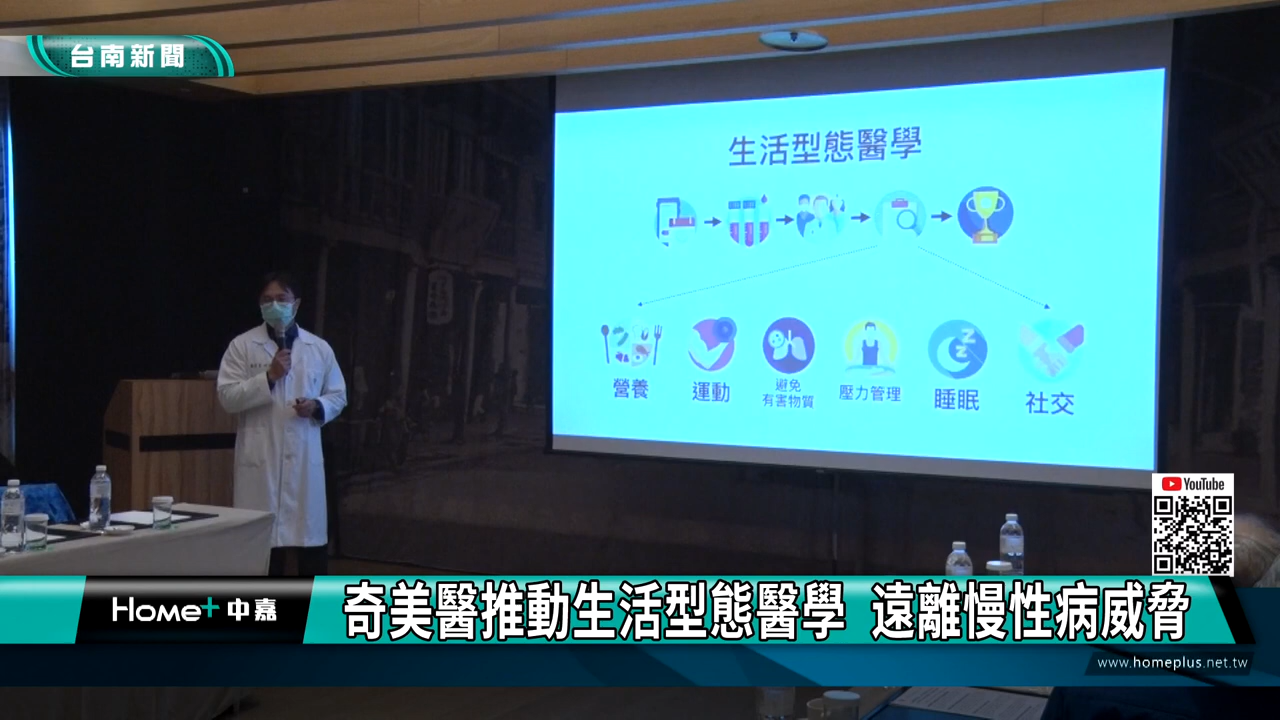 台南新聞
生活型態醫學
營養
運動
避免
有害物質
壓力管理
睡眠
社交
YouTube
Home+ 中嘉
奇美醫推動生活型態醫學 遠離慢性病威脅
www.homeplus.net.tw